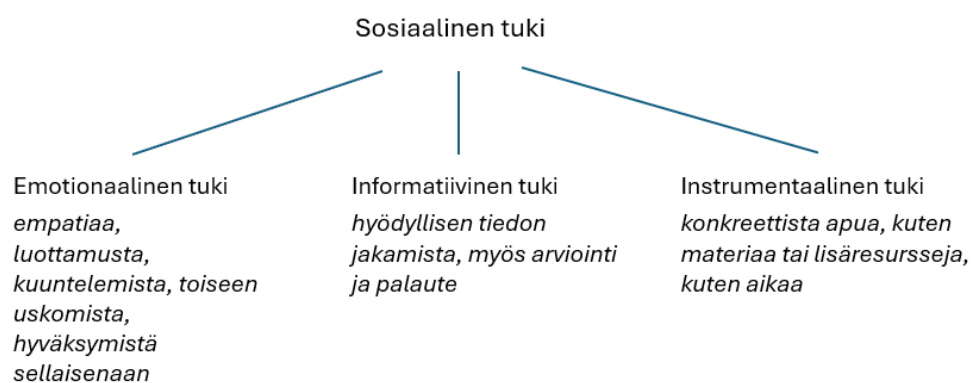 Sosiaalinen tuki
Emotionaalinen tuki
empatiaa,
luottamusta,
kuuntelemista, toiseen
uskomista,
hyväksymistä
sellaisenaan
Informatiivinen tuki
hyödyllisen tiedon
jakamista, myös arviointi
ja palaute
Instrumentaalinen tuki
konkreettista apua, kuten
materiaa tai lisäresursseja,
kuten aikaa